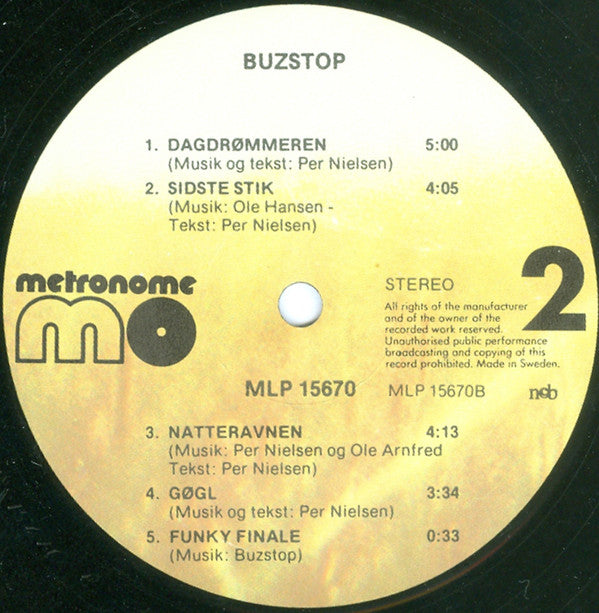 BUZSTOP
1. DAGDRØMMEREN 5:00
(Musik og tekst: Per Nielsen)
2. SIDSTE STIK 4:05
(Musik: Ole Hansen -
Tekst: Per Nielsen)
metronome
mo
STEREO
2
All rights of the manufacturer
and of the owner of the
recorded work reserved.
Unauthorised public performance
broadcasting and copying of this
record prohibited. Made in Sweden.
MLP 15670 MLP 15670B ncb
3. NATTERAVNEN 4:13
(Musik: Per Nielsen og Ole Arnfred
Tekst: Per Nielsen)
4. GØGL 3:34
(Musik og tekst: Per Nielsen)
5. FUNKY FINALE 0:33
(Musik: Buzstop)